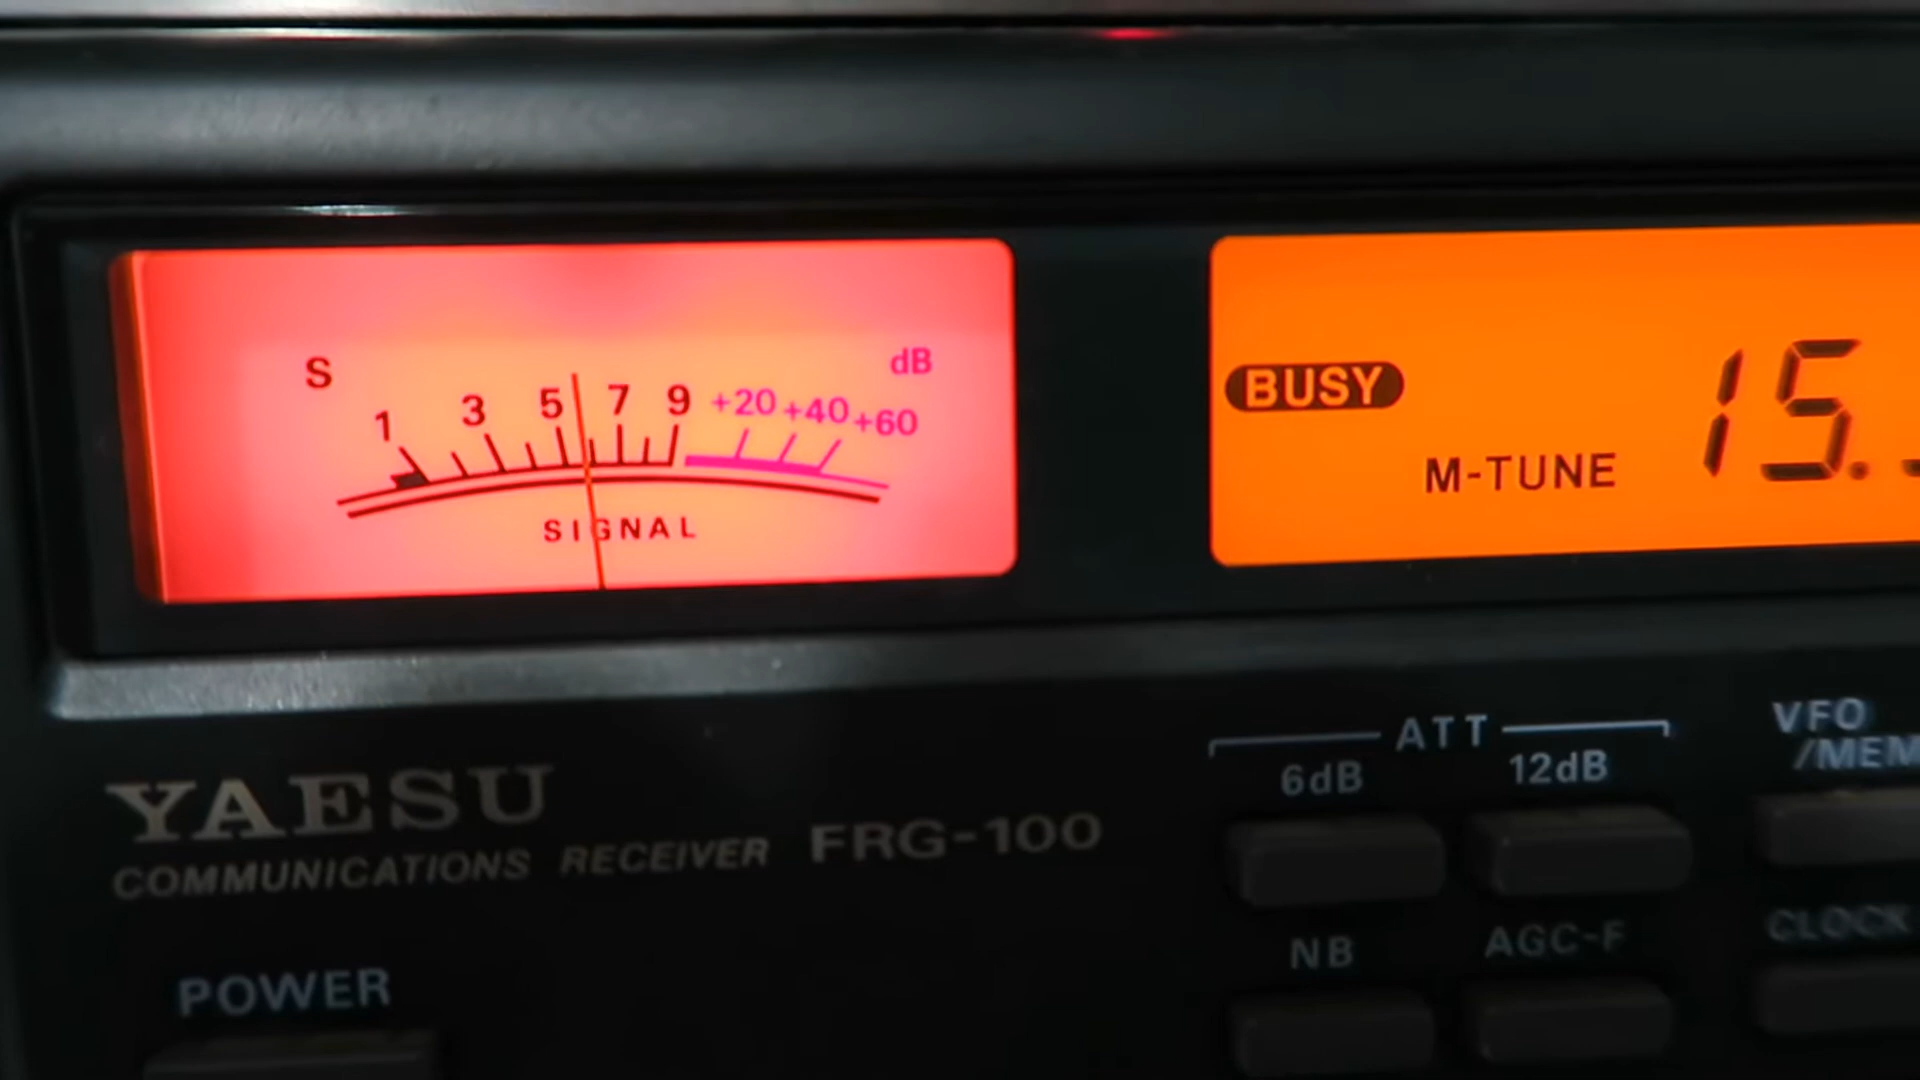 S
dB
1 3 5 7 9 +20 +40 +60
SIGNAL
BUSY
M-TUNE
15.
YAESU
COMMUNICATIONS RECEIVER FRG-100
POWER
ATT
6dB 12dB
VFO
/MEM
NB AGC-F
CLOCK